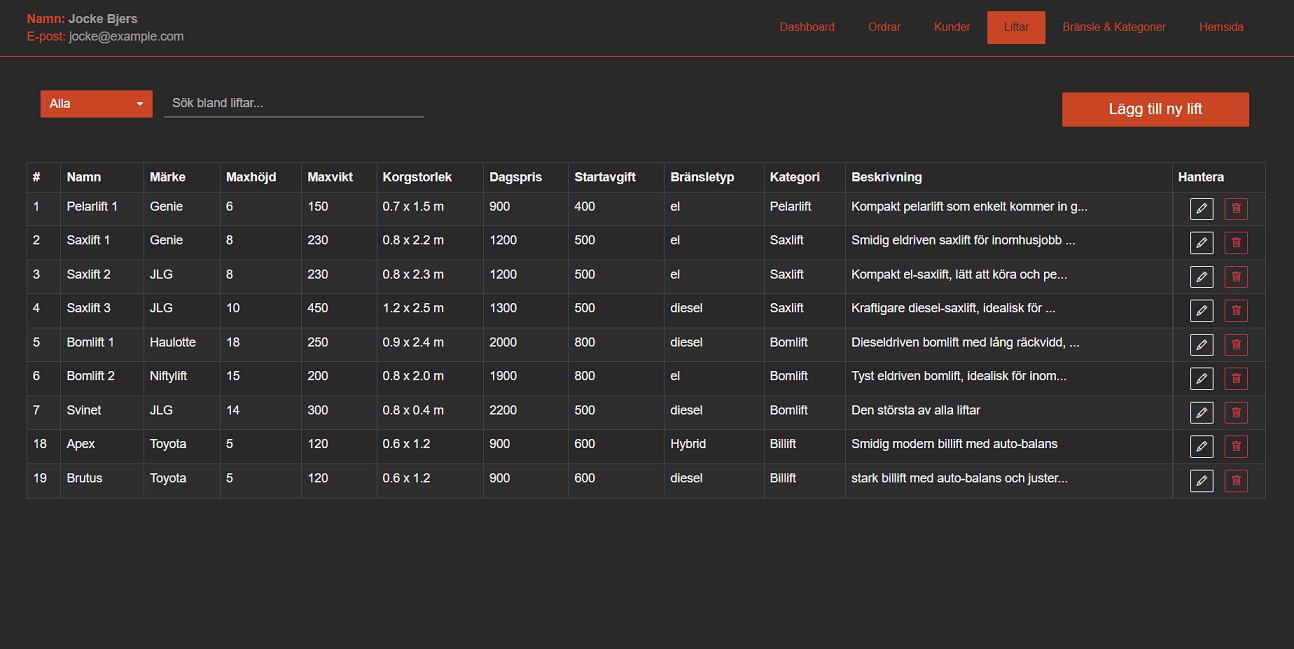 Namn: Jocke Bjers
E-post: jocke@example.com
Dashboard Ordrar Kunder Liftar Bränsle & Kategorier Hemsida
Alla Sök bland liftar... Lägg till ny lift
# Namn Märke Maxhöjd Maxvikt Korgstorlek Dagspris Startavgift Bränsletyp Kategori Beskrivning Hantera
1 Pelarlift 1 Genie 6 150 0.7 x 1.5 m 900 400 el Pelarlift Kompakt pelarlift som enkelt kommer in g...
2 Saxlift 1 Genie 8 230 0.8 x 2.2 m 1200 500 el Saxlift Smidig eldriven saxlift för inomhusjobb ...
3 Saxlift 2 JLG 8 230 0.8 x 2.3 m 1200 500 el Saxlift Kompakt el-saxlift, lätt att köra och pe...
4 Saxlift 3 JLG 10 450 1.2 x 2.5 m 1300 500 diesel Saxlift Kraftigare diesel-saxlift, idealisk för ...
5 Bomlift 1 Haulotte 18 250 0.9 x 2.4 m 2000 800 diesel Bomlift Dieseldriven bomlift med lång räckvidd, ...
6 Bomlift 2 Niftylift 15 200 0.8 x 2.0 m 1900 800 el Bomlift Tyst eldriven bomlift, idealisk för inom...
7 Svinet JLG 14 300 0.8 x 0.4 m 2200 500 diesel Bomlift Den största av alla liftar
18 Apex Toyota 5 120 0.6 x 1.2 900 600 Hybrid Billift Smidig modern billift med auto-balans
19 Brutus Toyota 5 120 0.6 x 1.2 900 600 diesel Billift stark billift med auto-balans och juster...